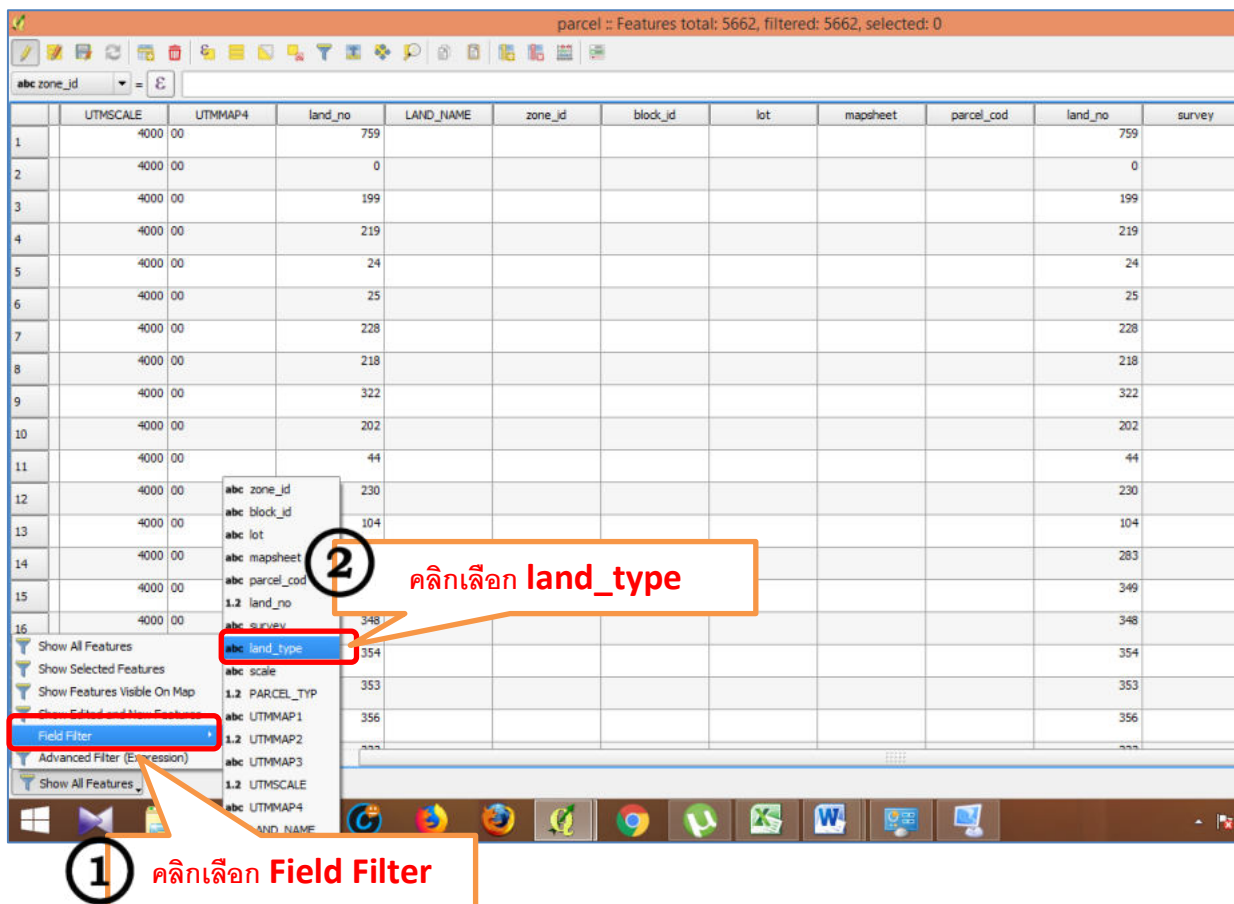 parcel :: Features total: 5662, filtered: 5662, selected: 0
abc zone_id = ε
UTMSCALE UTMMAP4 land_no LAND_NAME zone_id block_id lot mapsheet parcel_cod land_no survey
1 4000 00 759 759
2 4000 00 0 0
3 4000 00 199 199
4 4000 00 219 219
5 4000 00 24 24
6 4000 00 25 25
7 4000 00 228 228
8 4000 00 218 218
9 4000 00 322 322
10 4000 00 202 202
11 4000 00 44 44
12 4000 00 230 230
13 4000 00 104 104
14 4000 00 283
15 4000 00 349
16 4000 00 348 348
354 354
353 353
356 356
abc zone_id
abc block_id
abc lot
abc mapsheet
abc parcel_cod
1.2 land_no
abc survey
abc land_type
abc scale
1.2 PARCEL_TYP
abc UTMMAP1
1.2 UTMMAP2
abc UTMMAP3
1.2 UTMSCALE
abc UTMMAP4
LAND_NAME
2 คลิกเลือก land_type
Show All Features
Show Selected Features
Show Features Visible On Map
Show Edited and New Features
Field Filter
Advanced Filter (Expression)
Show All Features
1 คลิกเลือก Field Filter